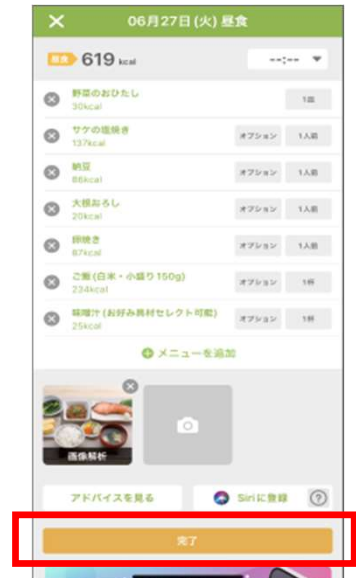 06月27日(火) 昼食
昼食 619 kcal --:-- ▼
野菜のおひたし
30kcal
1皿
サケの塩焼き
137kcal
オプション 1人前
納豆
86kcal
オプション 1人前
大根おろし
20kcal
オプション 1人前
卵焼き
87kcal
オプション 1人前
ご飯(白米・小盛り150g)
234kcal
オプション 1杯
味噌汁(お好み具材セレクト可能)
25kcal
オプション 1杯
メニューを追加
画像解析
アドバイスを見る
Siriに登録 ?
完了